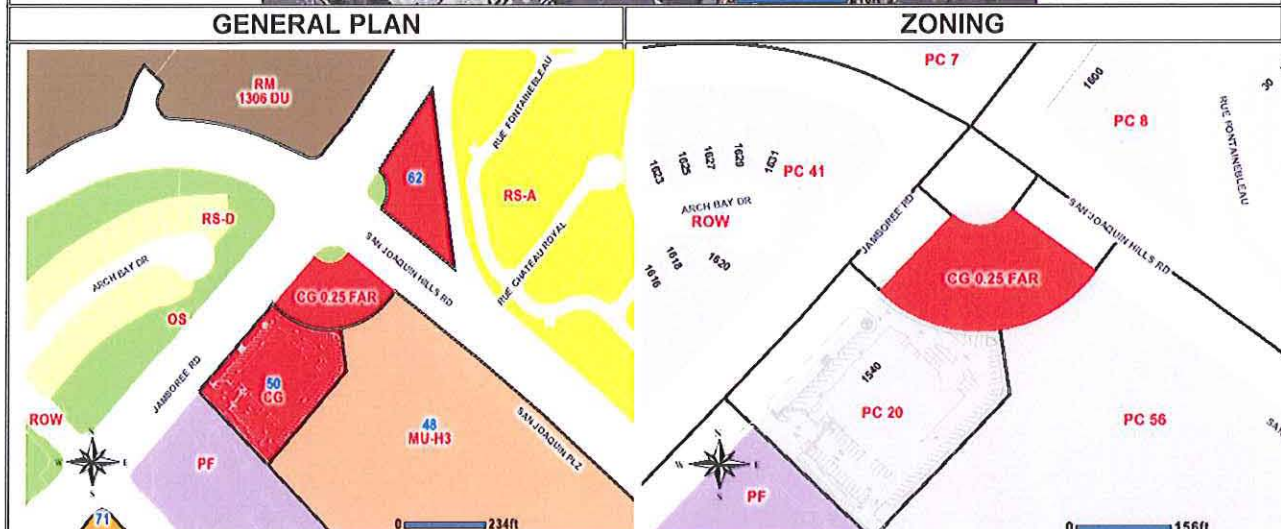 GENERAL PLAN
ZONING
RM
1306 DU
62
RUE FONTAINEBLEAU
RS-A
RUE CHATEAU ROYAL
RS-D
ARCH BAY DR
OS
SAN JOAQUIN HILLS RD
CG 0.25 FAR
JAMBOREE RD
50
CG
ROW
48
MU-H3
SAN JOAQUIN PLZ
PF
N
W
E
S
71
0
234ft
PC 7
1600
30
PC 8
RUE FONTAINEBLEAU
1623
1625
1627
1629
1631
PC 41
ARCH BAY DR
ROW
JAMBOREE RD
SAN JOAQUIN HILLS RD
1616
1618
1620
CG 0.25 FAR
1540
PC 20
PC 56
N
W
E
S
PF
0
156ft